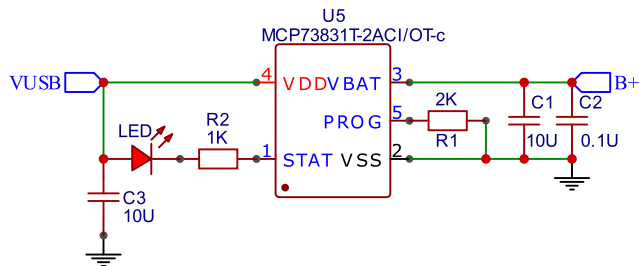 U5
MCP73831T-2ACI/OT-c
VUSB
4
VDD
VBAT
3
B+
2K
C1
C2
LED
R2
PROG
5
1K
R1
10U
0.1U
1
STAT
VSS
2
C3
10U